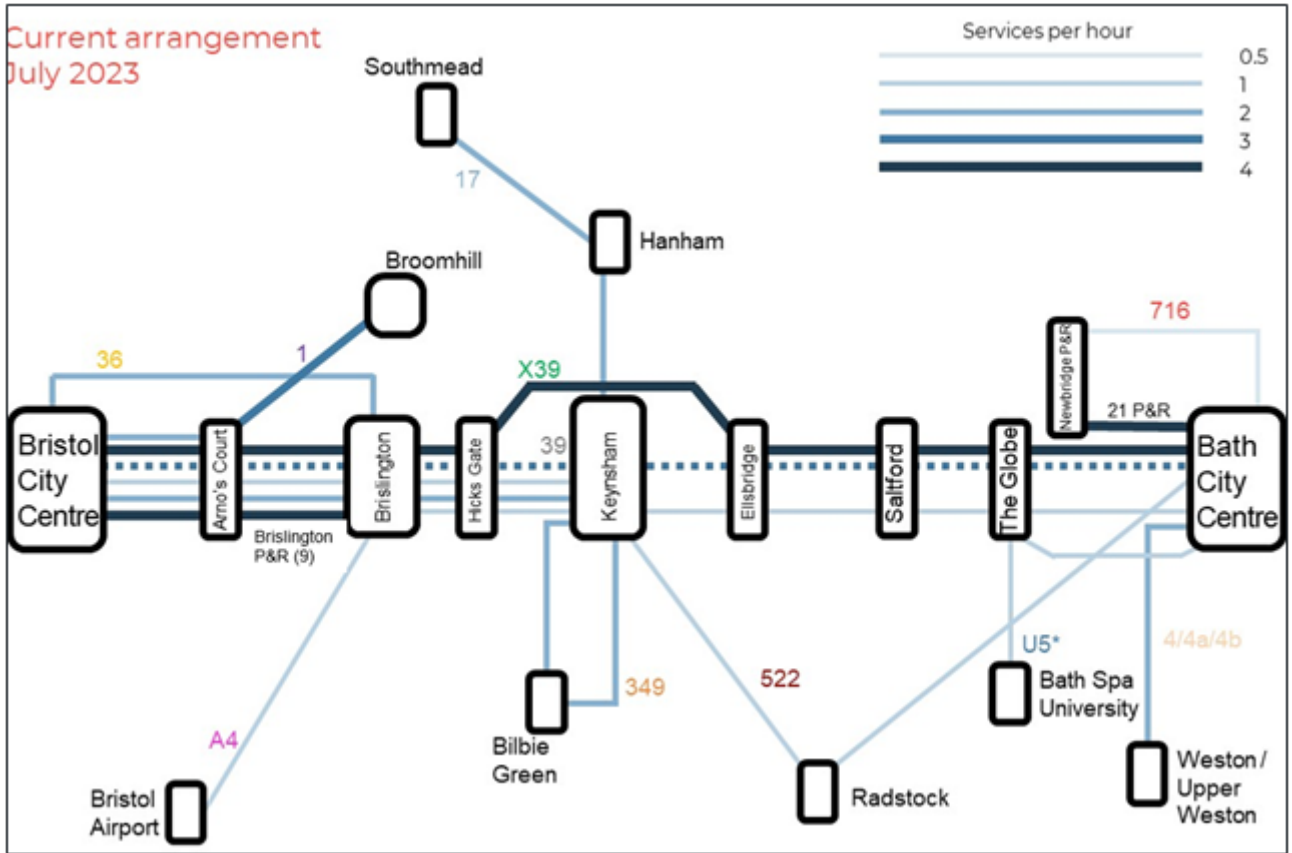 Current arrangement
July 2023
Services per hour
0.5
1
2
3
4
Southmead
17
Hanham
Broomhill
36
1
X39
716
Newbridge P&R
21 P&R
Bristol
City
Centre
Arno's Court
Brislington
Hicks Gate
39
Keynsham
Ellsbridge
Saltford
The Globe
Bath
City
Centre
Brislington
P&R (9)
A4
349
522
U5*
4/4a/4b
Bilbie
Green
Bath Spa
University
Bristol
Airport
Radstock
Weston /
Upper
Weston